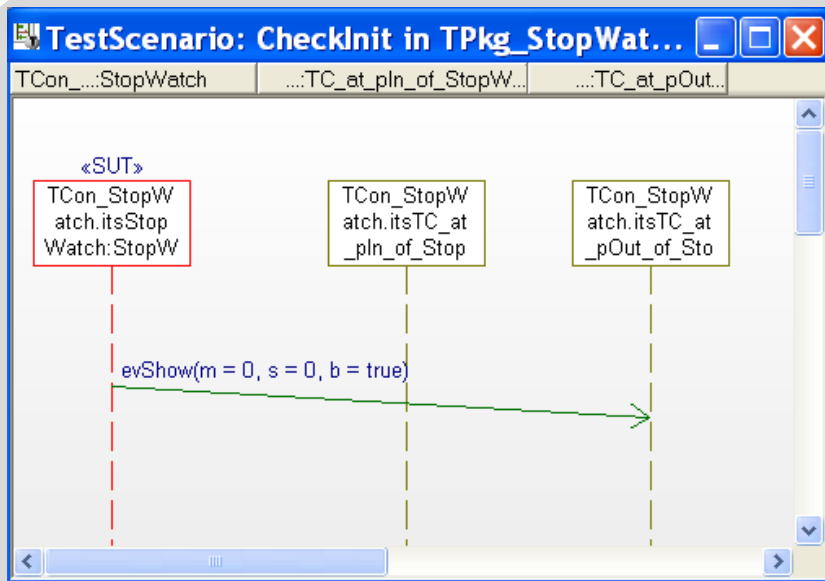 TestScenario: CheckInit in TPkg_StopWat...
TCon_...:StopWatch ...:TC_at_pIn_of_StopW... ...:TC_at_pOut...
«SUT»
TCon_StopW
atch.itsStop
Watch:StopW
TCon_StopW
atch.itsTC_at
_pIn_of_Stop
TCon_StopW
atch.itsTC_at
_pOut_of_Sto
evShow(m = 0, s = 0, b = true)